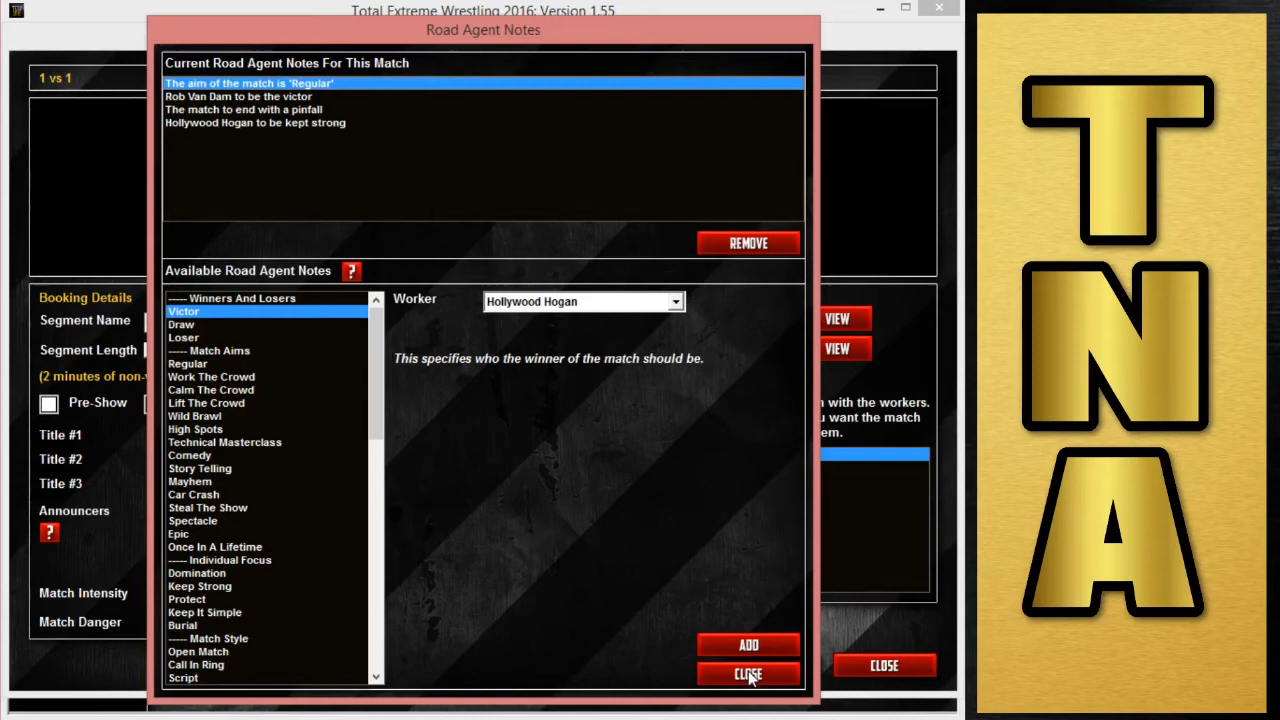 Total Extreme Wrestling 2016: Version 1.55
Road Agent Notes
1 vs 1
Current Road Agent Notes For This Match
The aim of the match is 'Regular'
Rob Van Dam to be the victor
The match to end with a pinfall
Hollywood Hogan to be kept strong
REMOVE
Available Road Agent Notes ?
----- Winners And Losers
Victor
Draw
Loser
----- Match Aims
Regular
Work The Crowd
Calm The Crowd
Lift The Crowd
Wild Brawl
High Spots
Technical Masterclass
Comedy
Story Telling
Mayhem
Car Crash
Steal The Show
Spectacle
Epic
Once In A Lifetime
----- Individual Focus
Domination
Keep Strong
Protect
Keep It Simple
Burial
----- Match Style
Open Match
Call In Ring
Script
Worker Hollywood Hogan
This specifies who the winner of the match should be.
ADD
CLOSE
Booking Details
Segment Name
Segment Length
(2 minutes of non-
Pre-Show
Title #1
Title #2
Title #3
Announcers
?
Match Intensity
Match Danger
VIEW
VIEW
with the workers.
want the match
em.
CLOSE
T
N
A